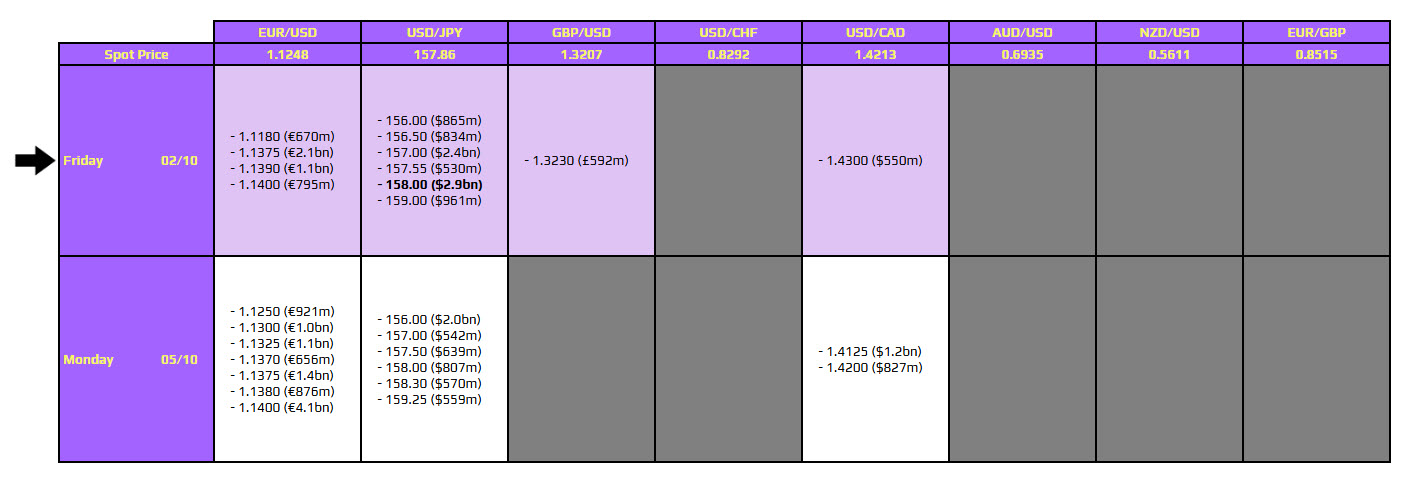 EUR/USD USD/JPY GBP/USD USD/CHF USD/CAD AUD/USD NZD/USD EUR/GBP
Spot Price 1.1248 157.86 1.3207 0.8292 1.4213 0.6935 0.5611 0.8515
Friday 02/10
- 1.1180 (€670m)
- 1.1375 (€2.1bn)
- 1.1390 (€1.1bn)
- 1.1400 (€795m)
- 156.00 ($865m)
- 156.50 ($834m)
- 157.00 ($2.4bn)
- 157.55 ($530m)
- 158.00 ($2.9bn)
- 159.00 ($961m)
- 1.3230 (£592m)
- 1.4300 ($550m)
Monday 05/10
- 1.1250 (€921m)
- 1.1300 (€1.0bn)
- 1.1325 (€1.1bn)
- 1.1370 (€656m)
- 1.1375 (€1.4bn)
- 1.1380 (€876m)
- 1.1400 (€4.1bn)
- 156.00 ($2.0bn)
- 157.00 ($542m)
- 157.50 ($639m)
- 158.00 ($807m)
- 158.30 ($570m)
- 159.25 ($559m)
- 1.4125 ($1.2bn)
- 1.4200 ($827m)